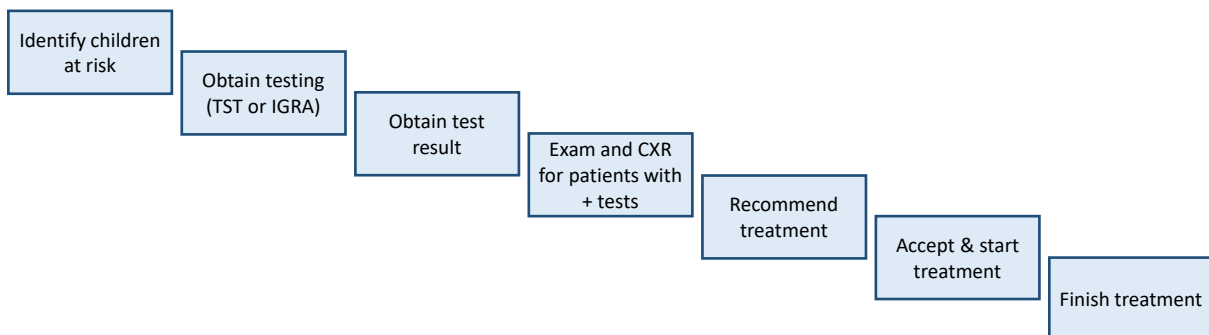 Identify children
at risk
Obtain testing
(TST or IGRA)
Obtain test
result
Exam and CXR
for patients with
+ tests
Recommend
treatment
Accept & start
treatment
Finish treatment